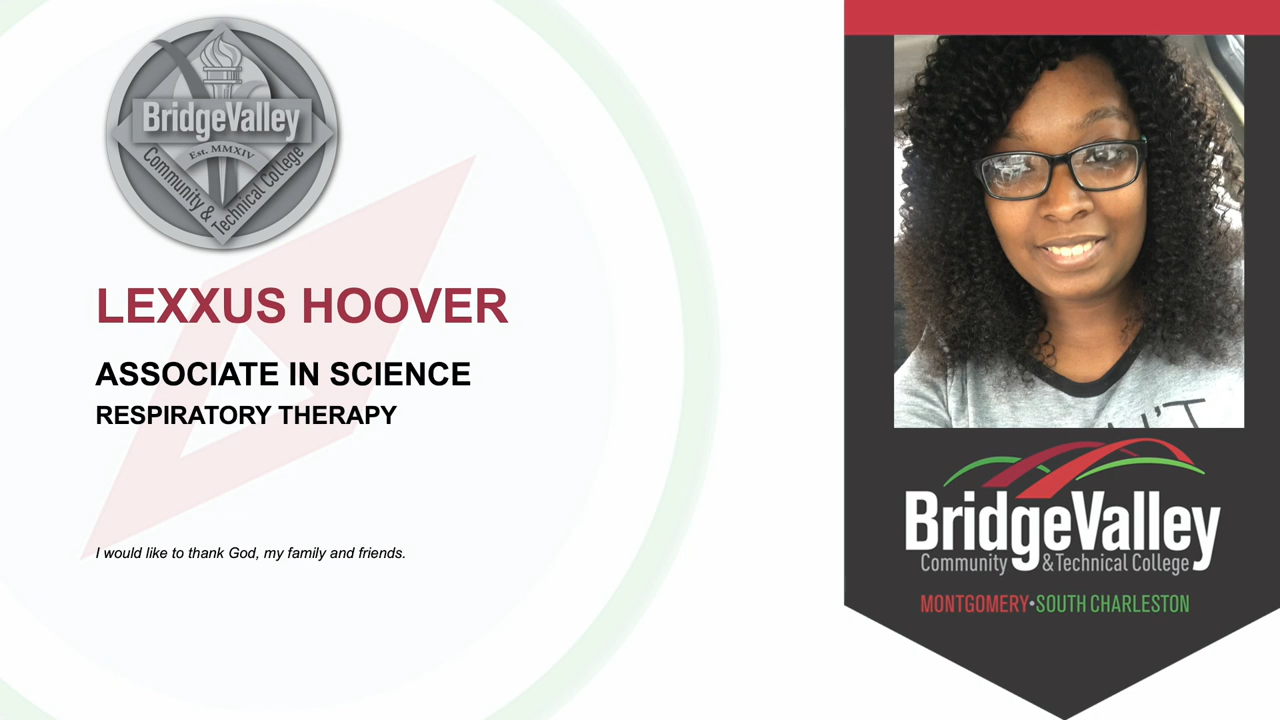 BridgeValley
Est. MMXIV
Community &
Technical College
LEXXUS HOOVER
ASSOCIATE IN SCIENCE
RESPIRATORY THERAPY
I would like to thank God, my family and friends.
BridgeValley
Community & Technical College
MONTGOMERY•SOUTH CHARLESTON